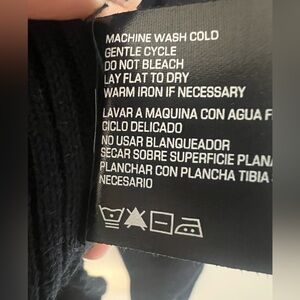 MACHINE WASH COLD
GENTLE CYCLE
DO NOT BLEACH
LAY FLAT TO DRY
WARM IRON IF NECESSARY
LAVAR A MAQUINA CON AGUA F
CICLO DELICADO
NO USAR BLANQUEADOR
SECAR SOBRE SUPERFICIE PLANA
PLANCHAR CON PLANCHA TIBIA
NECESARIO